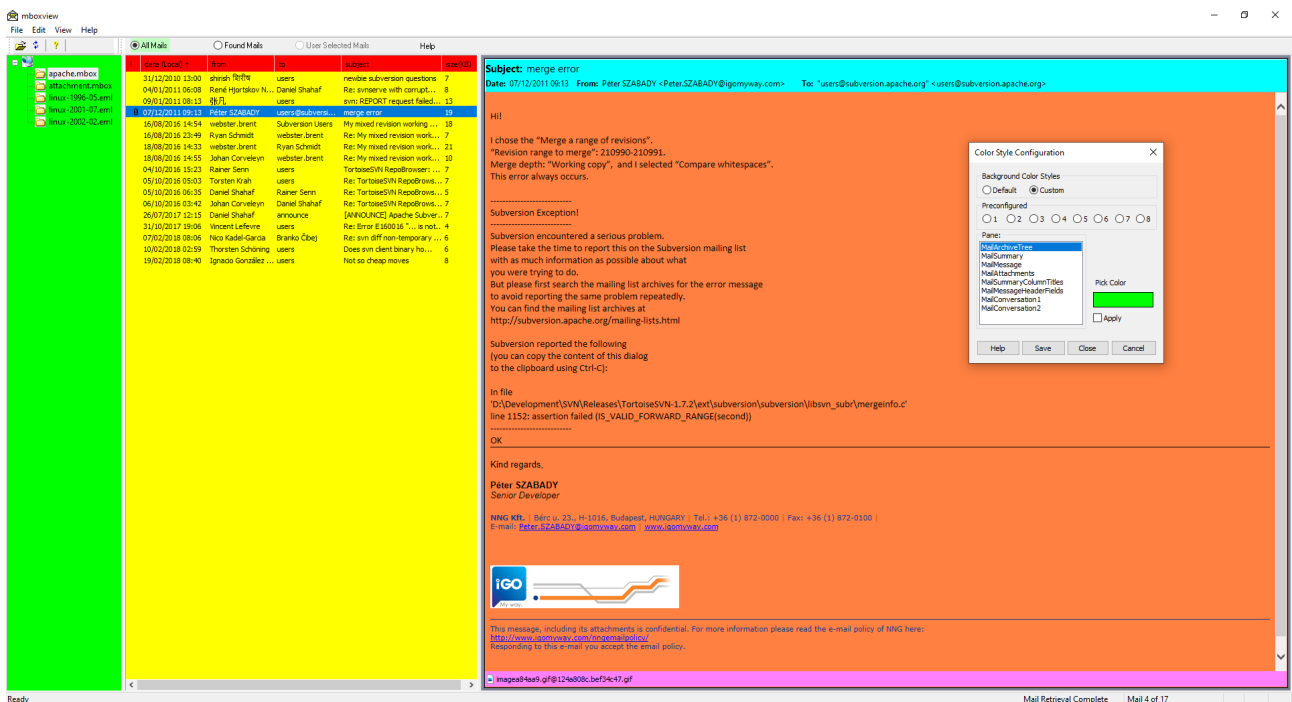 mboxview
File Edit View Help
All Mails Found Mails User Selected Mails Help
apache.mbox
attachment.mbox
linux-1996-05.eml
linux-2001-07.eml
linux-2002-02.eml
! date (Local) ↑ from to subject size(KB)
31/12/2010 13:00 shirish शिरीष users newbie subversion questions 7
04/01/2011 06:08 René Hjortskov N... Daniel Shahaf Re: svnserve with corrupt... 8
09/01/2011 08:13 张凡 users svn: REPORT request failed... 13
07/12/2011 09:13 Péter SZABADY users@subversi... merge error 19
16/08/2016 14:54 webster.brent Subversion Users My mixed revision working ... 18
16/08/2016 23:49 Ryan Schmidt webster.brent Re: My mixed revision work... 7
18/08/2016 14:33 webster.brent Ryan Schmidt Re: My mixed revision work... 21
18/08/2016 14:55 Johan Corveleyn webster.brent Re: My mixed revision work... 10
04/10/2016 15:23 Rainer Senn users TortoiseSVN RepoBrowser: ... 7
05/10/2016 05:03 Torsten Krah users Re: TortoiseSVN RepoBrows... 7
05/10/2016 06:35 Daniel Shahaf Rainer Senn Re: TortoiseSVN RepoBrows... 5
06/10/2016 03:42 Johan Corveleyn Daniel Shahaf Re: TortoiseSVN RepoBrows... 7
26/07/2017 12:15 Daniel Shahaf announce [ANNOUNCE] Apache Subver... 7
31/10/2017 19:06 Vincent Lefevre users Re: Error E160016 "... is not... 4
07/02/2018 08:06 Nico Kadel-Garcia Branko Čibej Re: svn diff non-temporary ... 6
10/02/2018 02:59 Thorsten Schöning users Does svn client binary ho... 6
19/02/2018 08:40 Ignacio González ... users Not so cheap moves 8
Subject: merge error
Date: 07/12/2011 09:13 From: Péter SZABADY <Peter.SZABADY@igomyway.com> To: "users@subversion.apache.org" <users@subversion.apache.org>
Hi!
I chose the “Merge a range of revisions”.
“Revision range to merge”: 210990-210991.
Merge depth: “Working copy”, and I selected “Compare whitespaces”.
This error always occurs.
---------------------------
Subversion Exception!
---------------------------
Subversion encountered a serious problem.
Please take the time to report this on the Subversion mailing list
with as much information as possible about what
you were trying to do.
But please first search the mailing list archives for the error message
to avoid reporting the same problem repeatedly.
You can find the mailing list archives at
http://subversion.apache.org/mailing-lists.html
Subversion reported the following
(you can copy the content of this dialog
to the clipboard using Ctrl-C):
In file
'D:\Development\SVN\Releases\TortoiseSVN-1.7.2\ext\subversion\subversion\libsvn_subr\mergeinfo.c'
line 1152: assertion failed (IS_VALID_FORWARD_RANGE(second))
---------------------------
OK
Kind regards,
Péter SZABADY
Senior Developer
NNG Kft. | Bérc u. 23., H-1016, Budapest, HUNGARY | Tel.: +36 (1) 872-0000 | Fax: +36 (1) 872-0100 |
E-mail: Peter.SZABADY@igomyway.com | www.igomyway.com
iGO
My way.
This message, including its attachments is confidential. For more information please read the e-mail policy of NNG here:
http://www.igomyway.com/nngemailpolicy/
Responding to this e-mail you accept the email policy.
imagea84aa9.gif@124a808c.bef34c47.gif
Color Style Configuration
Background Color Styles
Default Custom
Preconfigured
1 2 3 4 5 6 7 8
Pane:
MailArchiveTree
MailSummary
MailMessage
MailAttachments
MailSummaryColumnTitles
MailMessageHeaderFields
MailConversation1
MailConversation2
Pick Color
Apply
Help Save Close Cancel
Ready
Mail Retrieval Complete Mail 4 of 17